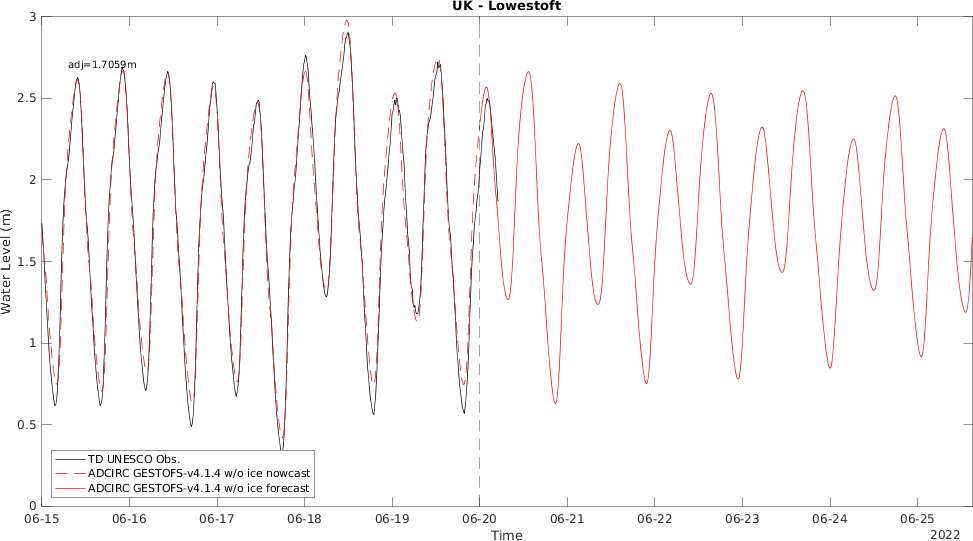 UK - Lowestoft
adj=1.7059m
3
2.5
2
1.5
1
0.5
0
Water Level (m)
TD UNESCO Obs.
ADCIRC GESTOFS-v4.1.4 w/o ice nowcast
ADCIRC GESTOFS-v4.1.4 w/o ice forecast
06-15 06-16 06-17 06-18 06-19 06-20 06-21 06-22 06-23 06-24 06-25
Time
2022